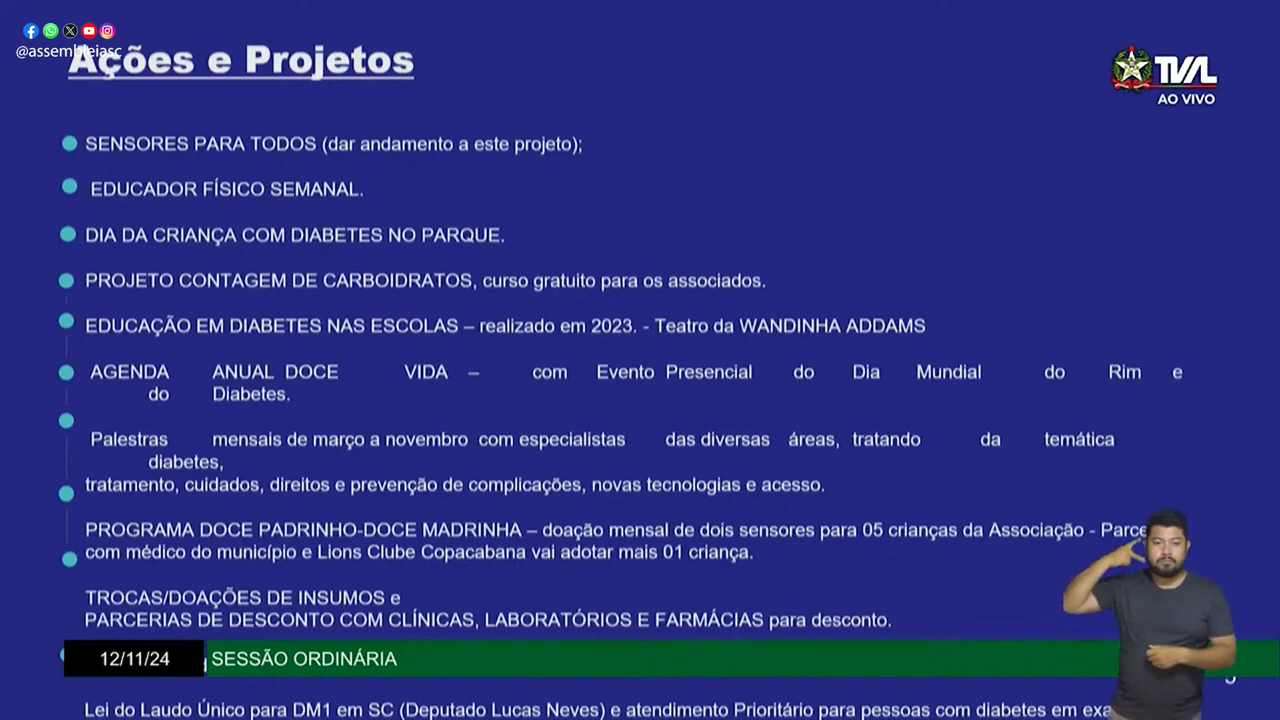 @assembleiasc
Ações e Projetos
TVAL
AO VIVO
SENSORES PARA TODOS (dar andamento a este projeto);
EDUCADOR FÍSICO SEMANAL.
DIA DA CRIANÇA COM DIABETES NO PARQUE.
PROJETO CONTAGEM DE CARBOIDRATOS, curso gratuito para os associados.
EDUCAÇÃO EM DIABETES NAS ESCOLAS – realizado em 2023. - Teatro da WANDINHA ADDAMS
AGENDA ANUAL DOCE VIDA – com Evento Presencial do Dia Mundial do Rim e
do Diabetes.
Palestras mensais de março a novembro com especialistas das diversas áreas, tratando da temática
diabetes,
tratamento, cuidados, direitos e prevenção de complicações, novas tecnologias e acesso.
PROGRAMA DOCE PADRINHO-DOCE MADRINHA – doação mensal de dois sensores para 05 crianças da Associação -
com médico do município e Lions Clube Copacabana vai adotar mais 01 criança.
TROCAS/DOAÇÕES DE INSUMOS e
PARCERIAS DE DESCONTO COM CLÍNICAS, LABORATÓRIOS E FARMÁCIAS para desconto.
12/11/24 SESSÃO ORDINÁRIA
Lei do Laudo Único para DM1 em SC (Deputado Lucas Neves) e atendimento Prioritário para pessoas com diabetes em